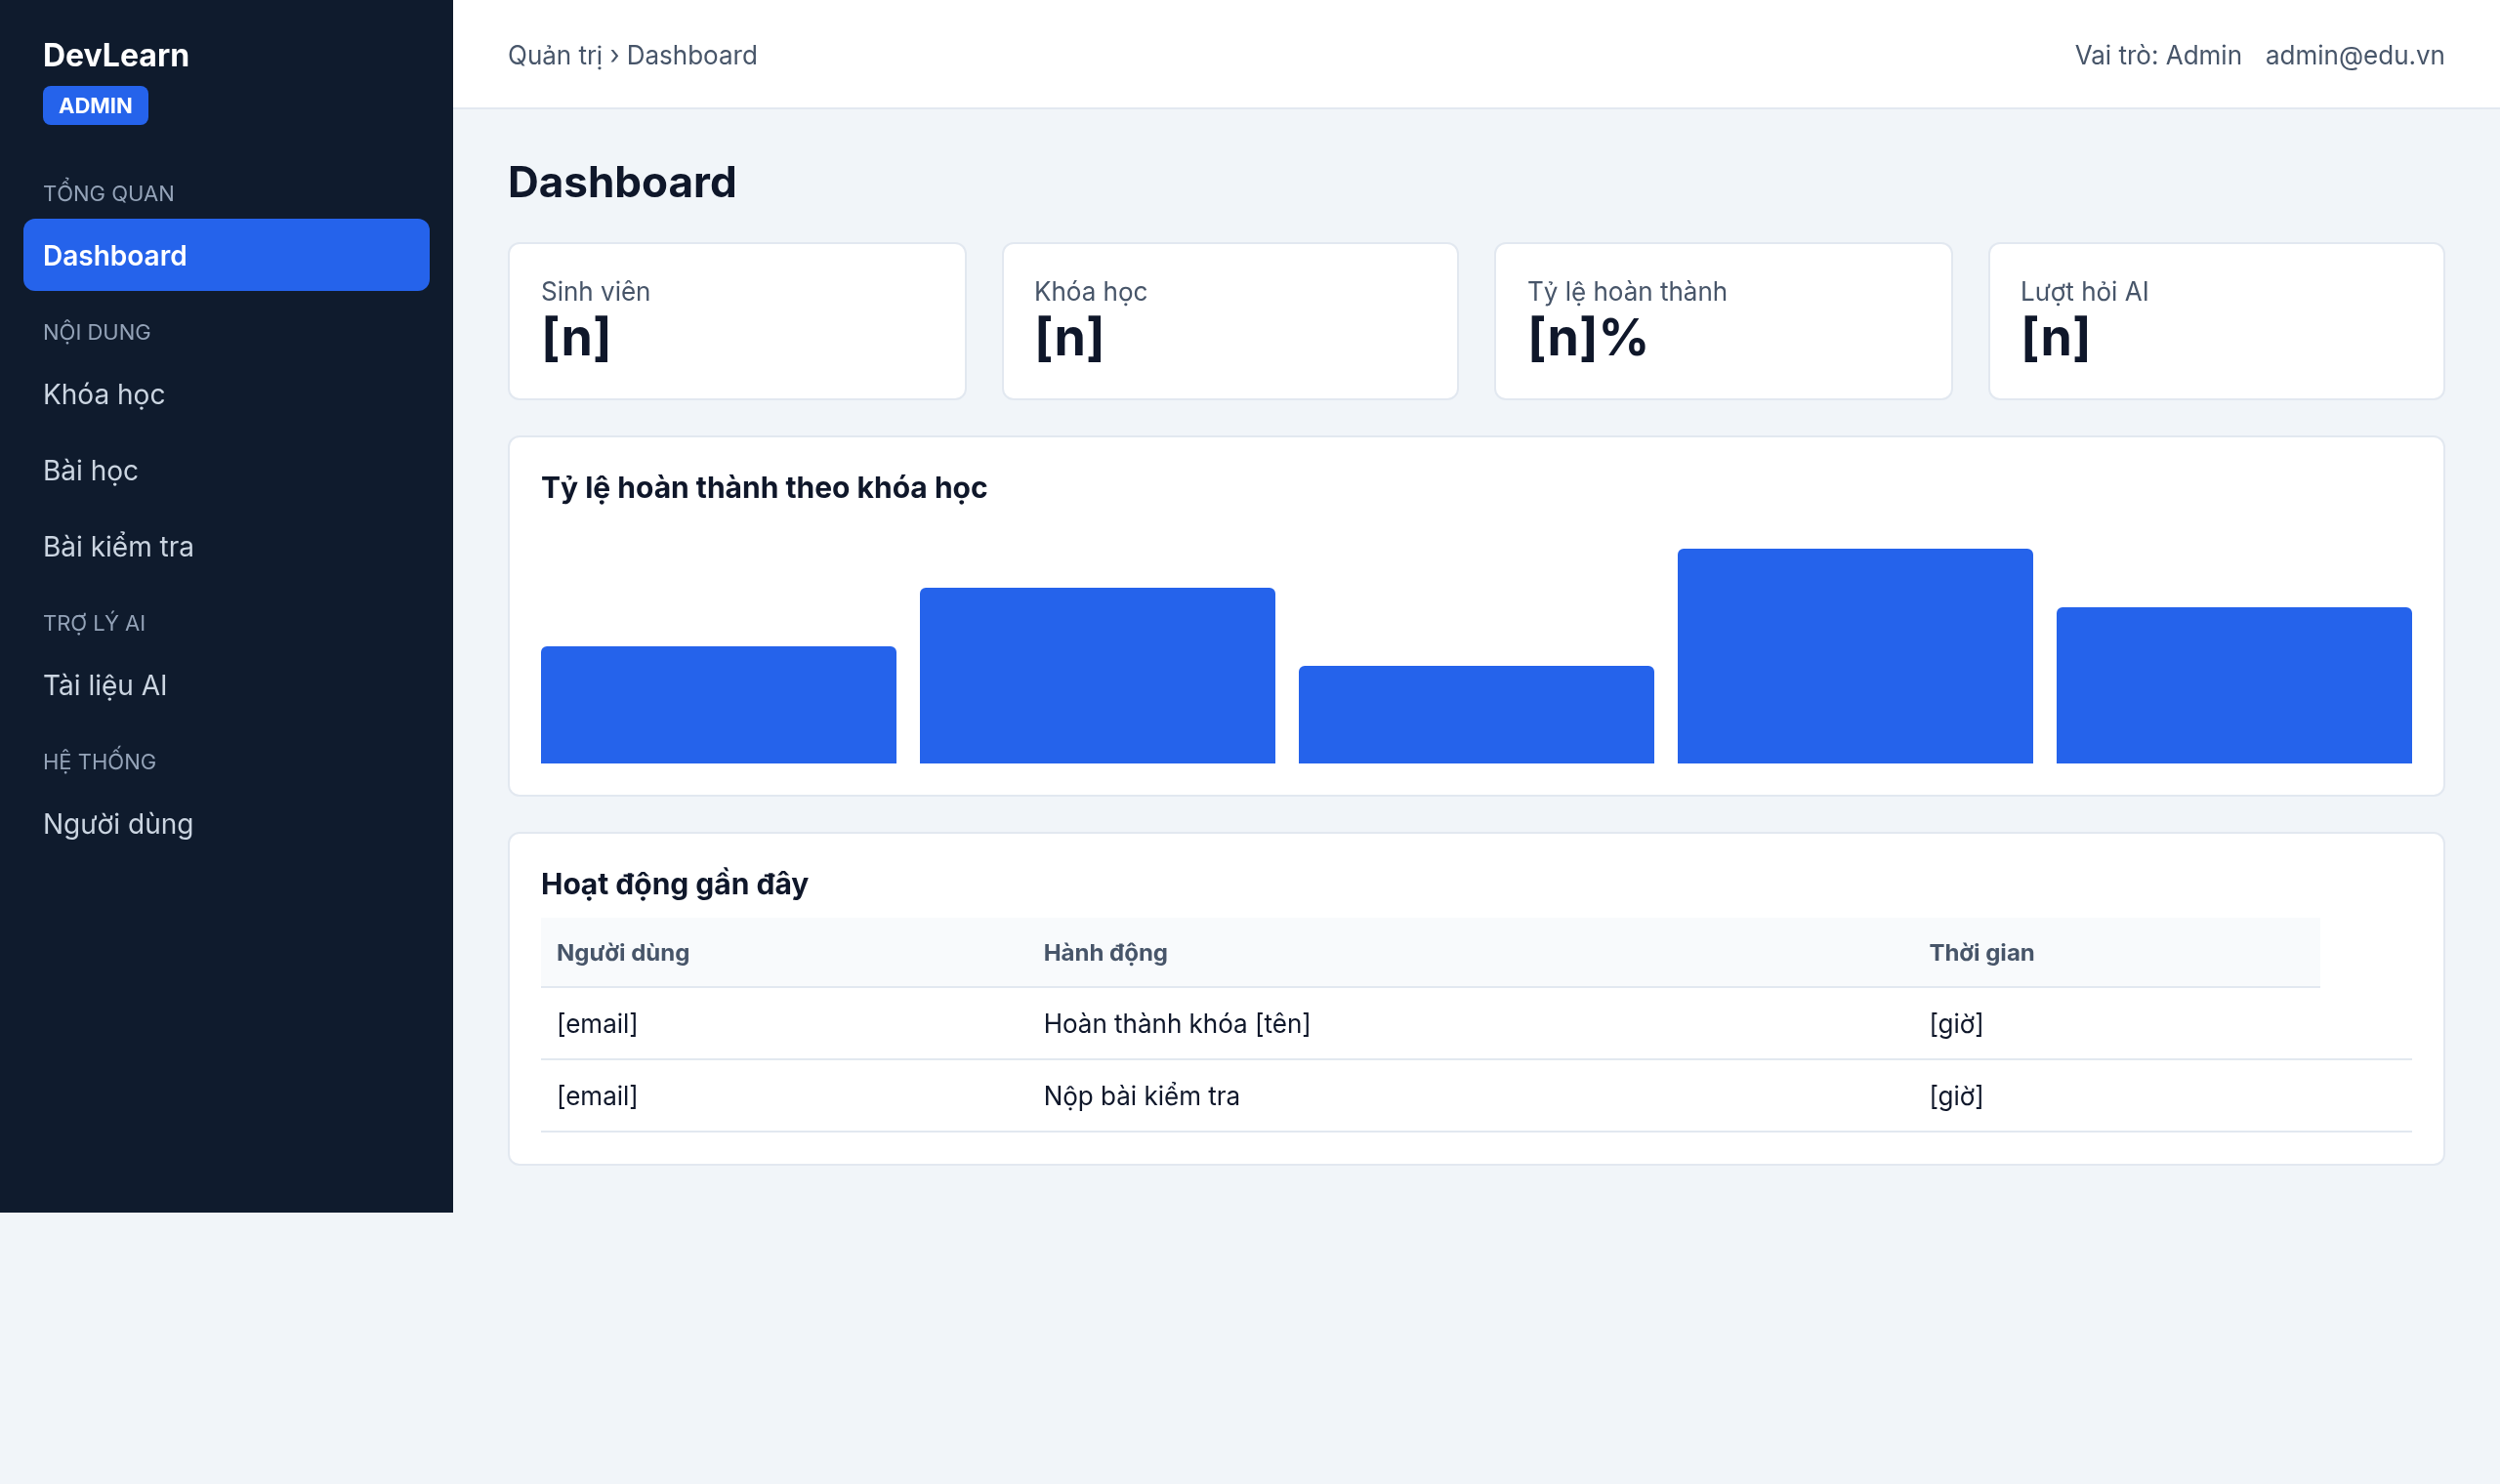 DevLearn
ADMIN
TỔNG QUAN
Dashboard
NỘI DUNG
Khóa học
Bài học
Bài kiểm tra
TRỢ LÝ AI
Tài liệu AI
HỆ THỐNG
Người dùng
Quản trị › Dashboard
Vai trò: Admin admin@edu.vn
Dashboard
Sinh viên
[n]
Khóa học
[n]
Tỷ lệ hoàn thành
[n]%
Lượt hỏi AI
[n]
Tỷ lệ hoàn thành theo khóa học
Hoạt động gần đây
Người dùng Hành động Thời gian
[email] Hoàn thành khóa [tên] [giờ]
[email] Nộp bài kiểm tra [giờ]